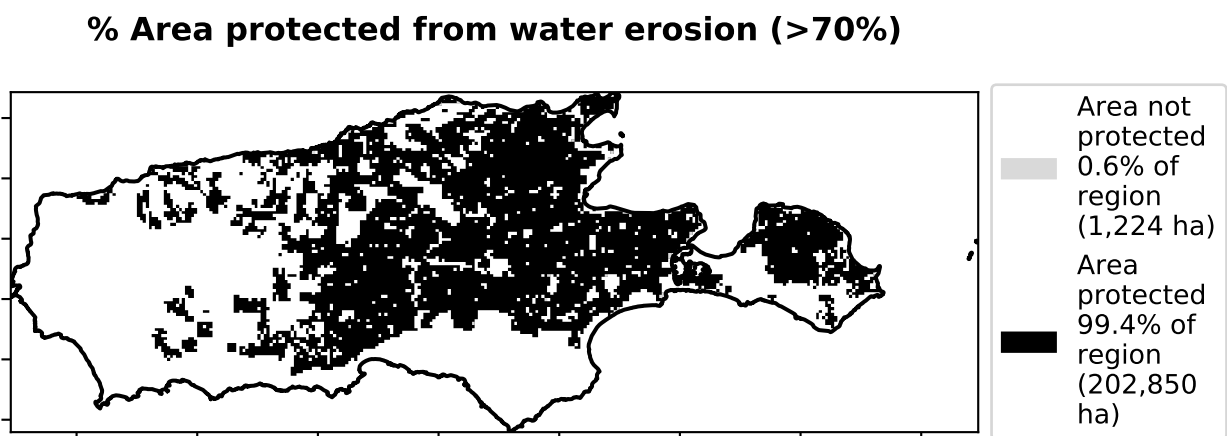 % Area protected from water erosion (>70%)
Area not
protected
0.6% of
region
(1,224 ha)
Area
protected
99.4% of
region
(202,850
ha)